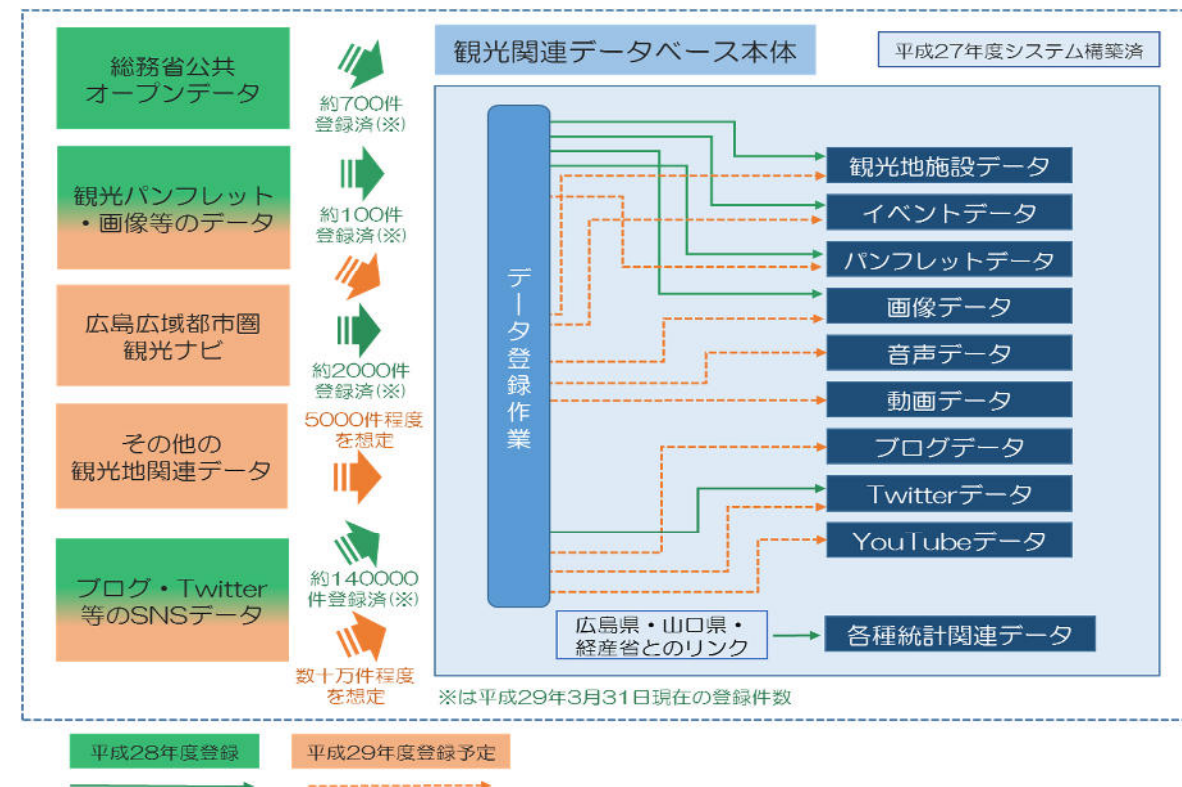 総務省公共
オープンデータ
約700件
登録済(※)
観光パンフレット
・画像等のデータ
約100件
登録済(※)
広島広域都市圏
観光ナビ
約2000件
登録済(※)
5000件程度
を想定
その他の
観光地関連データ
ブログ・Twitter
等のSNSデータ
約140000
件登録済(※)
数十万件程度
を想定
観光関連データベース本体
平成27年度システム構築済
データ登録作業
観光地施設データ
イベントデータ
パンフレットデータ
画像データ
音声データ
動画データ
ブログデータ
Twitterデータ
YouTubeデータ
広島県・山口県・
経産省とのリンク
各種統計関連データ
※は平成29年3月31日現在の登録件数
平成28年度登録
平成29年度登録予定